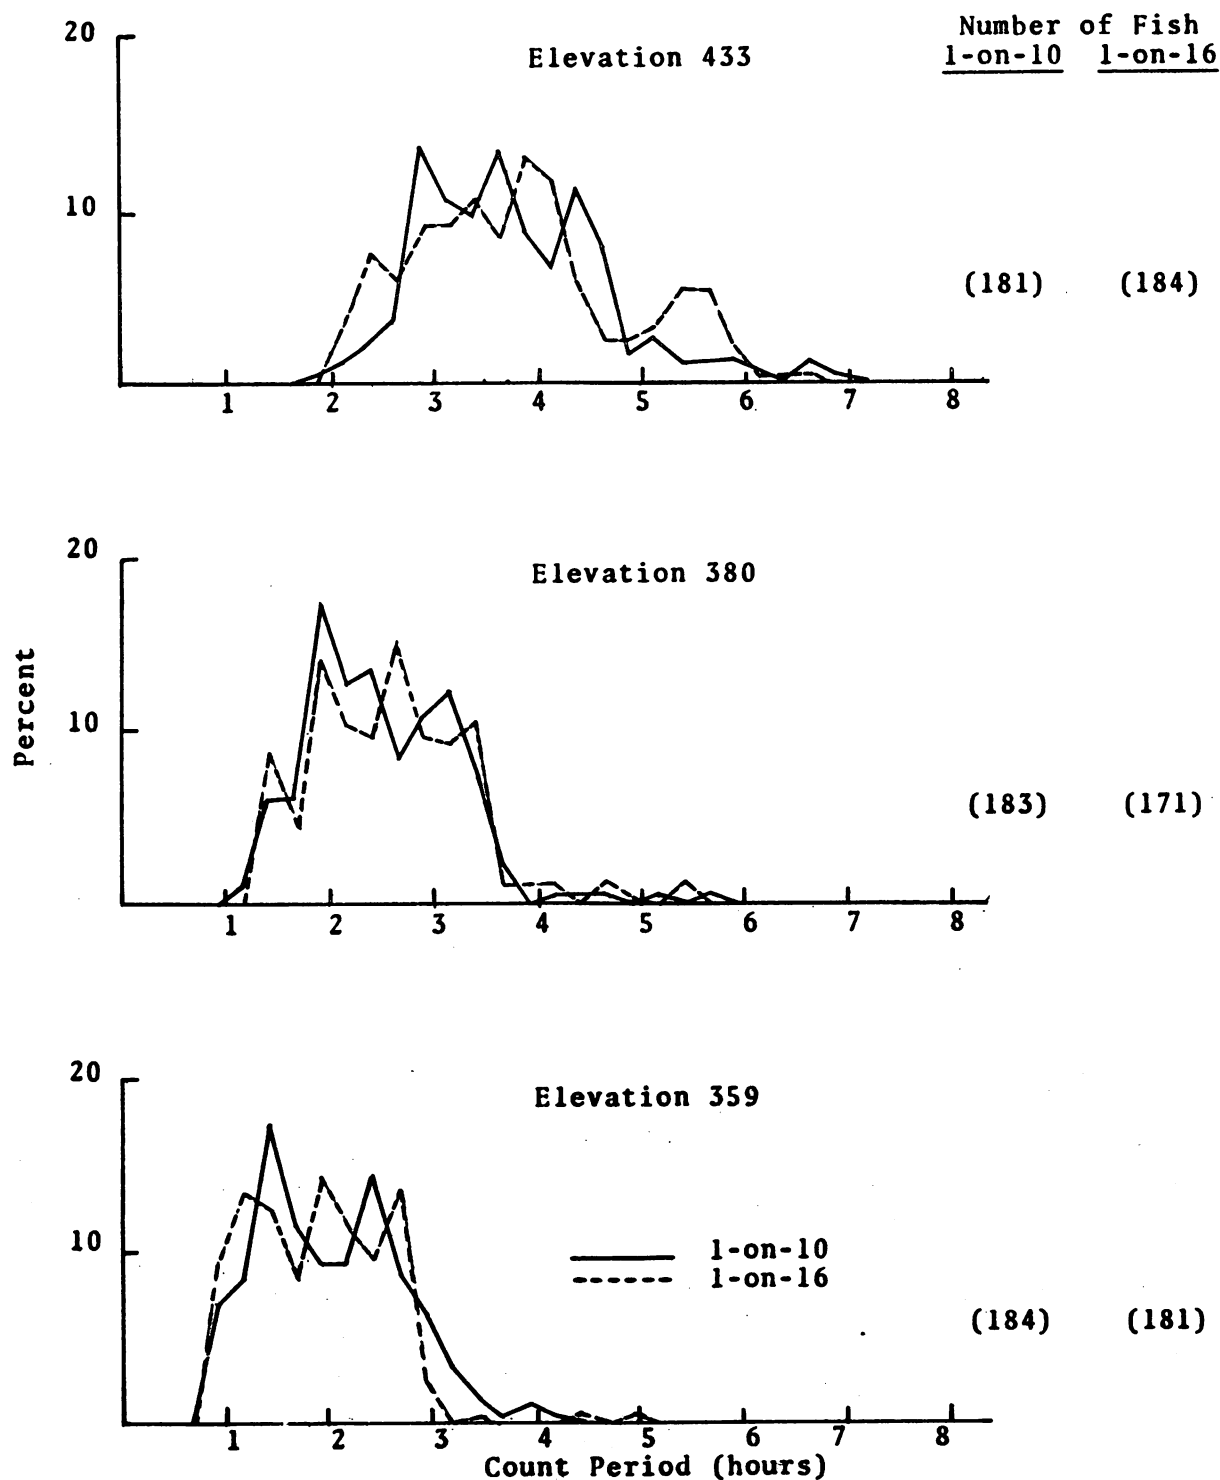 Number of Fish
1-on-10 1-on-16
20
Elevation 433
10
(181) (184)
1 2 3 4 5 6 7 8
20
Elevation 380
Percent
10
(183) (171)
1 2 3 4 5 6 7 8
20
Elevation 359
10
1-on-10
1-on-16
(184) (181)
1 2 3 4 5 6 7 8
Count Period (hours)